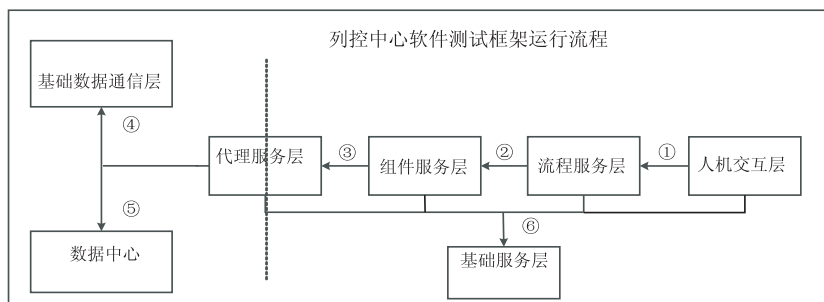 列控中心软件测试框架运行流程
基础数据通信层
④
代理服务层
③
组件服务层
②
流程服务层
①
人机交互层
⑤
数据中心
⑥
基础服务层